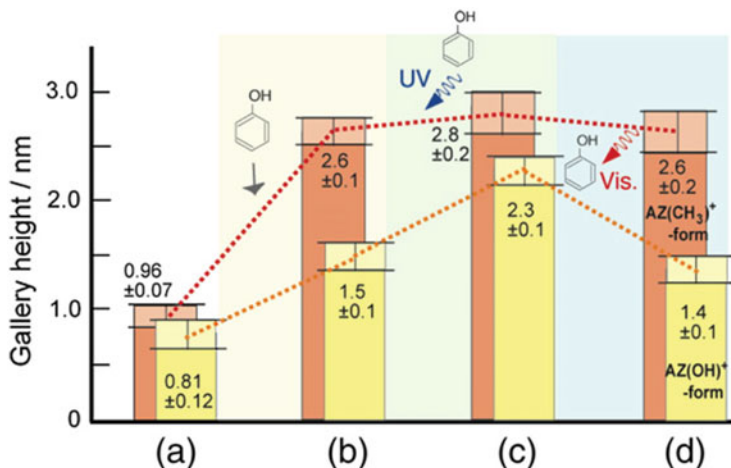 OH
UV
OH
3.0
2.8
±0.2
OH
Vis.
2.6
±0.1
2.6
±0.2
AZ(CH₃)⁺
-form
2.3
±0.1
2.0
Gallery height / nm
0.96
±0.07
1.5
±0.1
1.4
±0.1
1.0
0.81
±0.12
AZ(OH)⁺
-form
0
(a) (b) (c) (d)